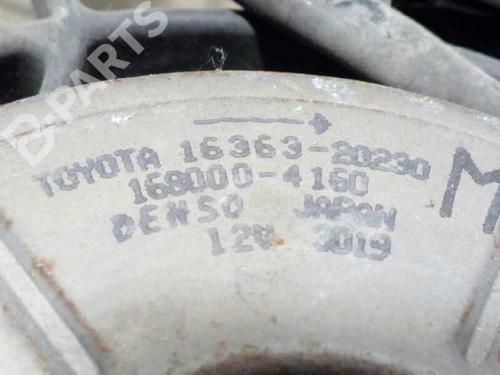 B-PARTS
TOYOTA 16363-20230
168000-4160
DENSO JAPAN
12V 3019
M